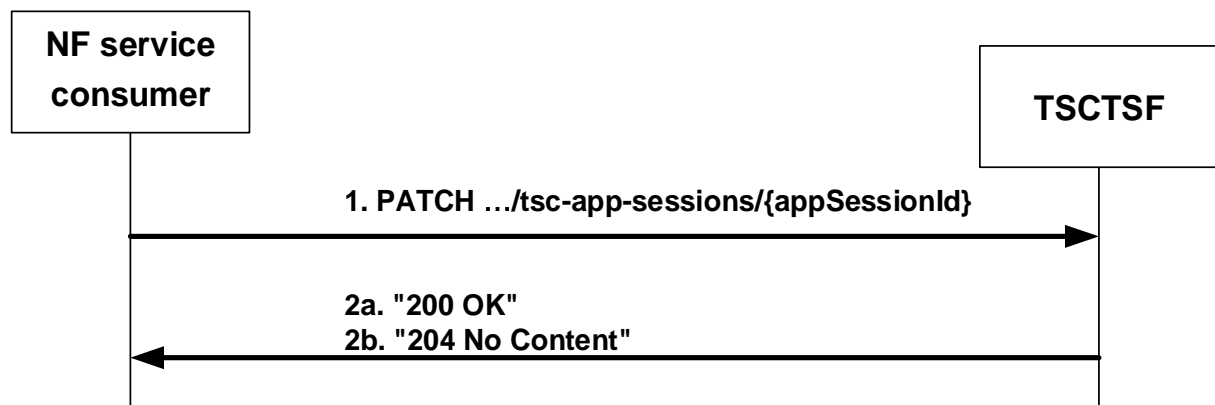 NF service
consumer
TSCTSF
1. PATCH …/tsc-app-sessions/{appSessionId}
2a. "200 OK"
2b. "204 No Content"